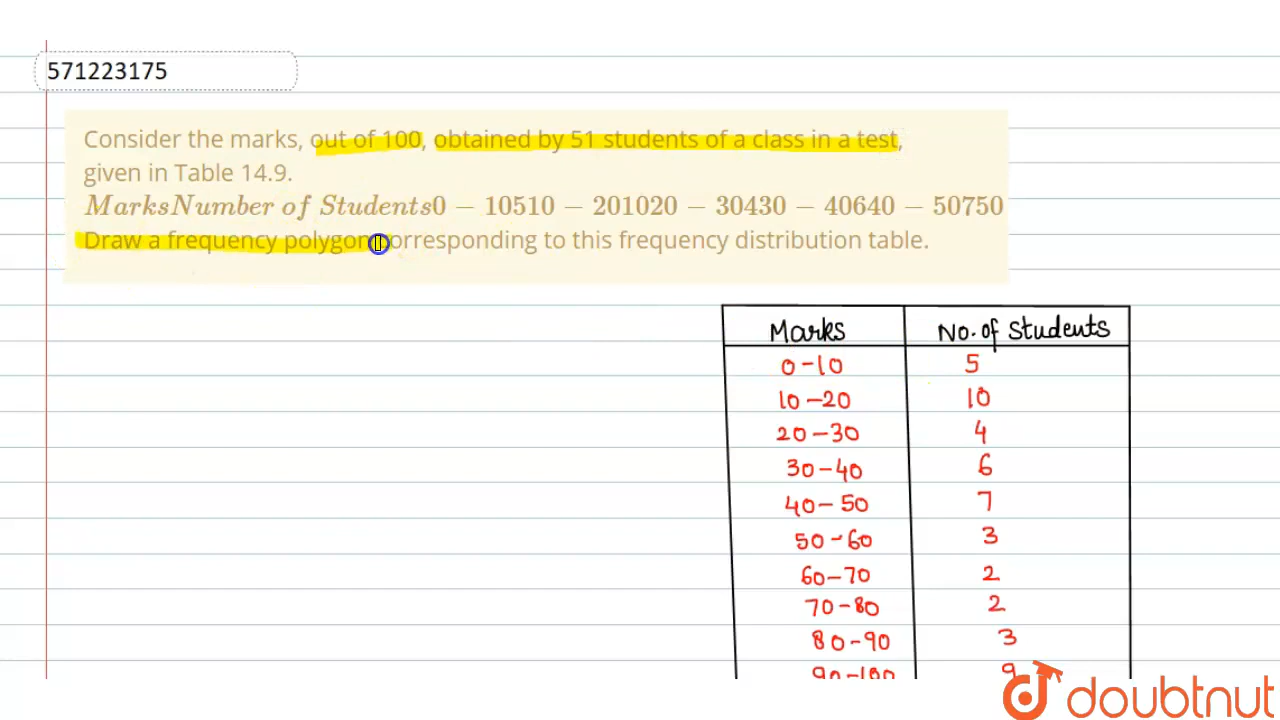 571223175
Consider the marks, out of 100, obtained by 51 students of a class in a test,
given in Table 14.9.
MarksNumber of Students0 − 10510 − 201020 − 30430 − 40640 − 50750
Draw a frequency polygon corresponding to this frequency distribution table.
Marks No. of Students
0-10 5
10-20 10
20-30 4
30-40 6
40-50 7
50-60 3
60-70 2
70-80 2
80-90 3
90-100 9
doubtnut